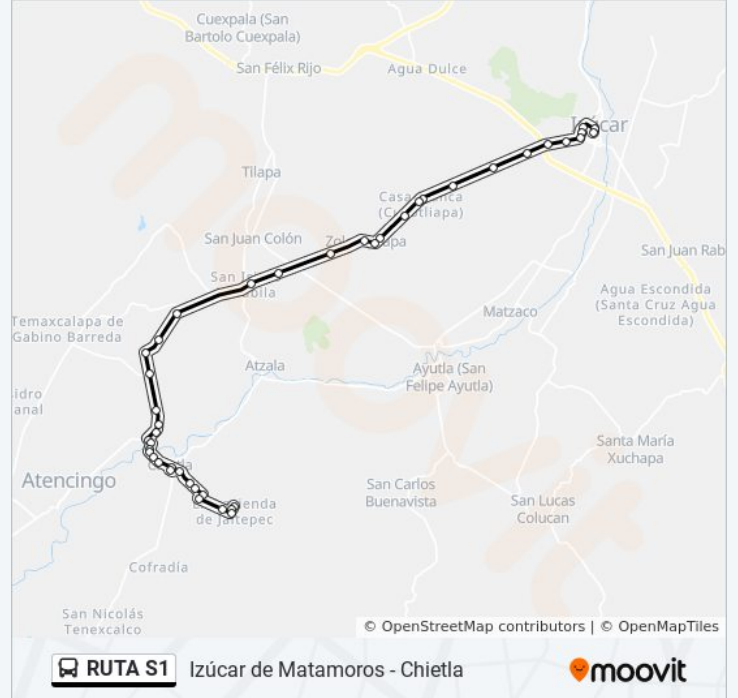 Cuexpala (San
Bartolo Cuexpala)
San Félix Rijo
Agua Dulce
Tilapa
San Juan Colón
San Juan Rab
Agua Escondida
(Santa Cruz Agua
Escondida)
Matzaco
Temaxcalapa de
Gabino Barreda
Atzala
Ayutla (San
Felipe Ayutla)
idro
anal
Santa María
Xuchapa
Atencingo
San Carlos
Buenavista
San Lucas
Colucan
de Jaltepec
Cofradía
San Nicolás
Tenexcalco
moovit
© OpenStreetMap contributors | © OpenMapTiles
RUTA S1 Izúcar de Matamoros - Chietla
moovit